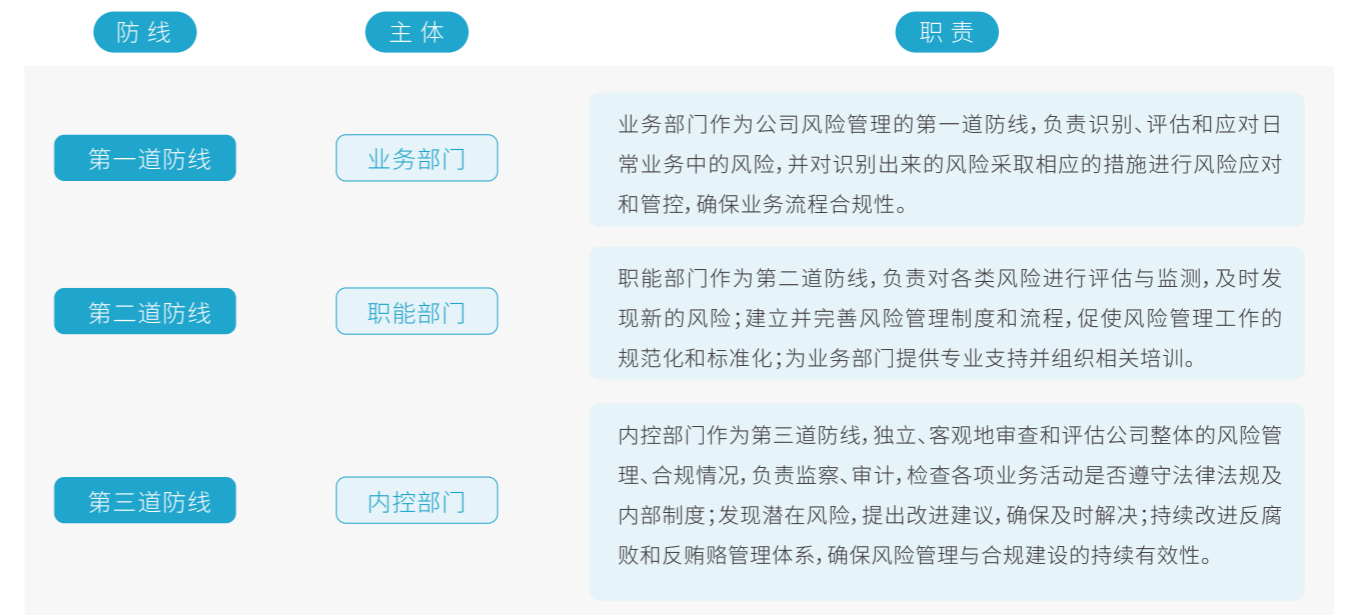 防线 主体 职责
第一道防线 业务部门
业务部门作为公司风险管理的第一道防线，负责识别、评估和应对日
常业务中的风险，并对识别出来的风险采取相应的措施进行风险应对
和管控，确保业务流程合规性。
第二道防线 职能部门
职能部门作为第二道防线，负责对各类风险进行评估与监测，及时发
现新的风险；建立并完善风险管理制度和流程，促使风险管理工作的
规范化和标准化；为业务部门提供专业支持并组织相关培训。
第三道防线 内控部门
内控部门作为第三道防线，独立、客观地审查和评估公司整体的风险管
理、合规情况，负责监察、审计，检查各项业务活动是否遵守法律法规及
内部制度；发现潜在风险，提出改进建议，确保及时解决；持续改进反腐
败和反贿赂管理体系，确保风险管理与合规建设的持续有效性。